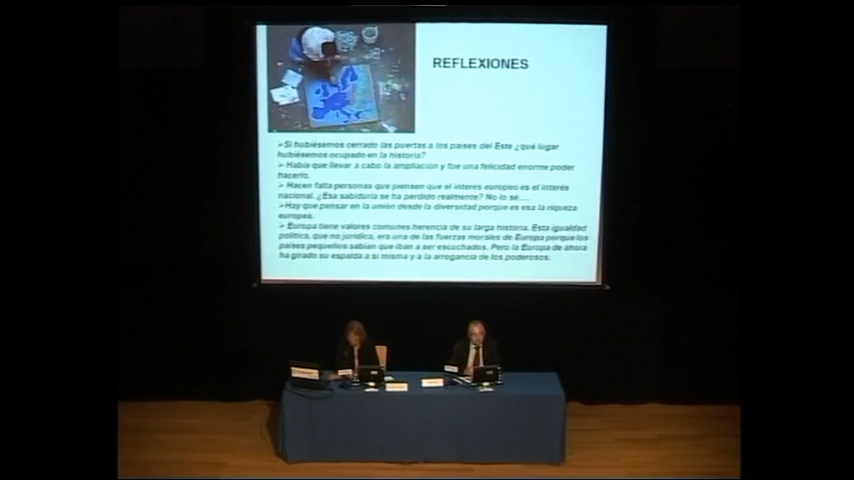 REFLEXIONES
➢Si hubiésemos cerrado las puertas a los países del Este ¿qué lugar
hubiésemos ocupado en la historia?
➢Había que llevar a cabo la ampliación y fue una felicidad enorme poder
hacerlo.
➢Hacen falta personas que piensen que el interés europeo es el interés
nacional. ¿Esa sabiduría se ha perdido realmente? No lo se....
➢Hay que pensar en la unión desde la diversidad porque es esa la riqueza
europea.
➢Europa tiene valores comunes herencia de su larga historia. Esta igualdad
política, que no jurídica, era una de las fuerzas morales de Europa porque los
países pequeños sabían que iban a ser escuchados. Pero la Europa de ahora
ha girado su espalda a si misma y a la arrogancia de los poderosos.